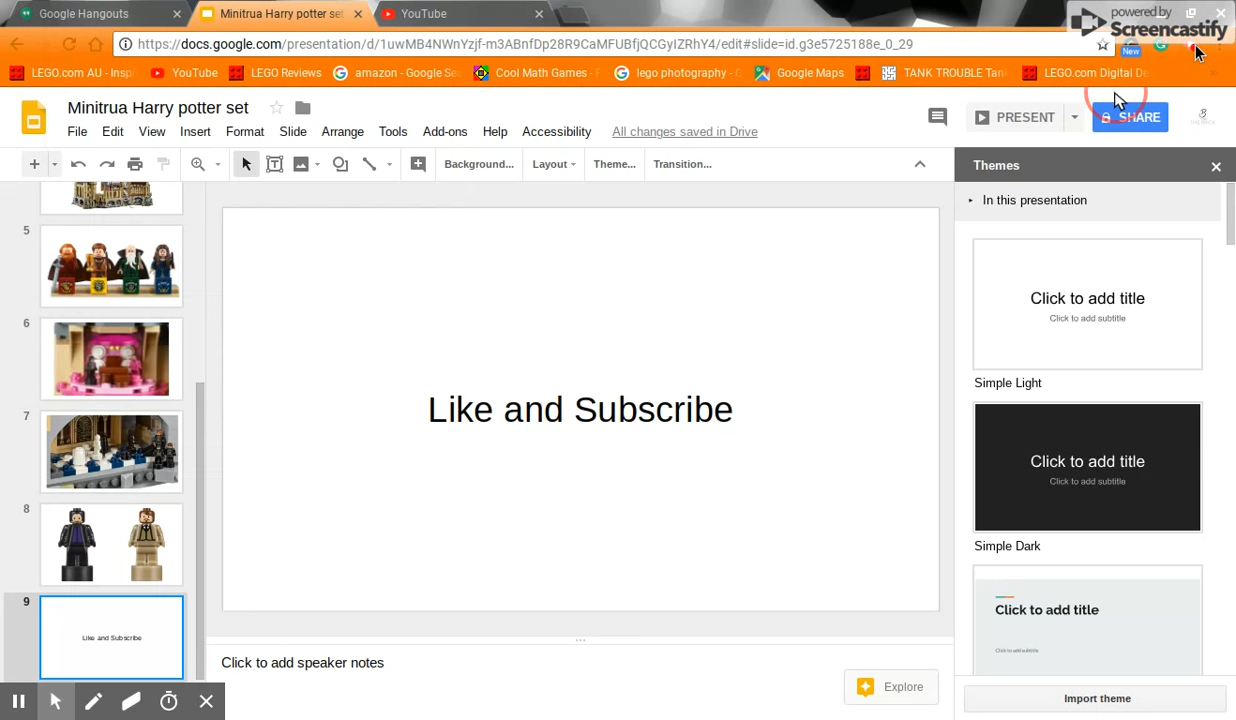 Google Hangouts
Minitrua Harry potter set
YouTube
powered by
Screencastify
https://docs.google.com/presentation/d/1uwMB4NWnYzjf-m3ABnfDp28R9CaMFUBfjQCGyIZRhY4/edit#slide=id.g3e5725188e_0_29
New
LEGO.com AU - Inspi
YouTube
LEGO Reviews
amazon - Google Se
Cool Math Games - F
lego photography - G
Google Maps
TANK TROUBLE Tan
LEGO.com Digital De
Minitrua Harry potter set
File Edit View Insert Format Slide Arrange Tools Add-ons Help Accessibility All changes saved in Drive
PRESENT
SHARE
Background... Layout Theme... Transition...
Themes
In this presentation
5
6
7
8
9
Like and Subscribe
Like and Subscribe
Click to add title
Click to add subtitle
Simple Light
Click to add title
Click to add subtitle
Simple Dark
Click to add title
Click to add subtitle
Click to add speaker notes
Explore
Import theme